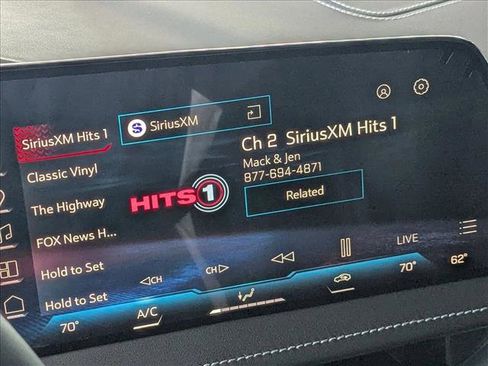 SiriusXM Hits 1
SiriusXM
Classic Vinyl
The Highway
FOX News H...
Hold to Set
Hold to Set
HITS 1
Ch 2 SiriusXM Hits 1
Mack & Jen
877-694-4871
Related
CH
CH
LIVE
70°
A/C
70°
62°